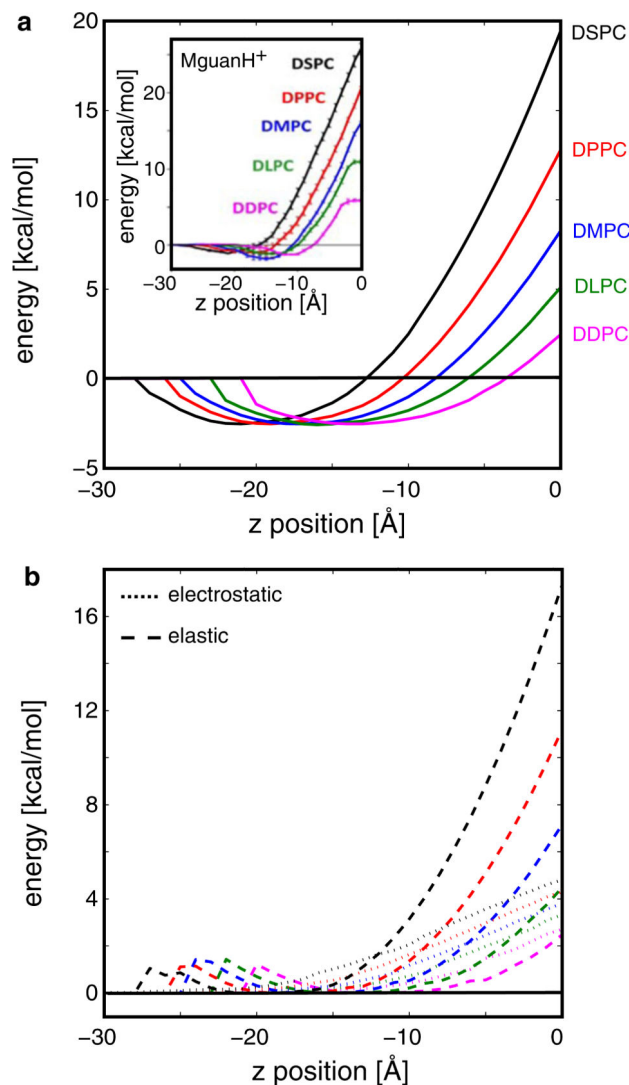 a
20
15
10
5
0
−5
energy [kcal/mol]
DSPC
DPPC
DMPC
DLPC
DDPC
MguanH+
DSPC
DPPC
DMPC
DLPC
DDPC
20
10
0
energy [kcal/mol]
−30 −20 −10 0
z position [Å]
−30 −20 −10 0
z position [Å]
b
electrostatic
elastic
16
12
8
4
0
energy [kcal/mol]
−30 −20 −10 0
z position [Å]